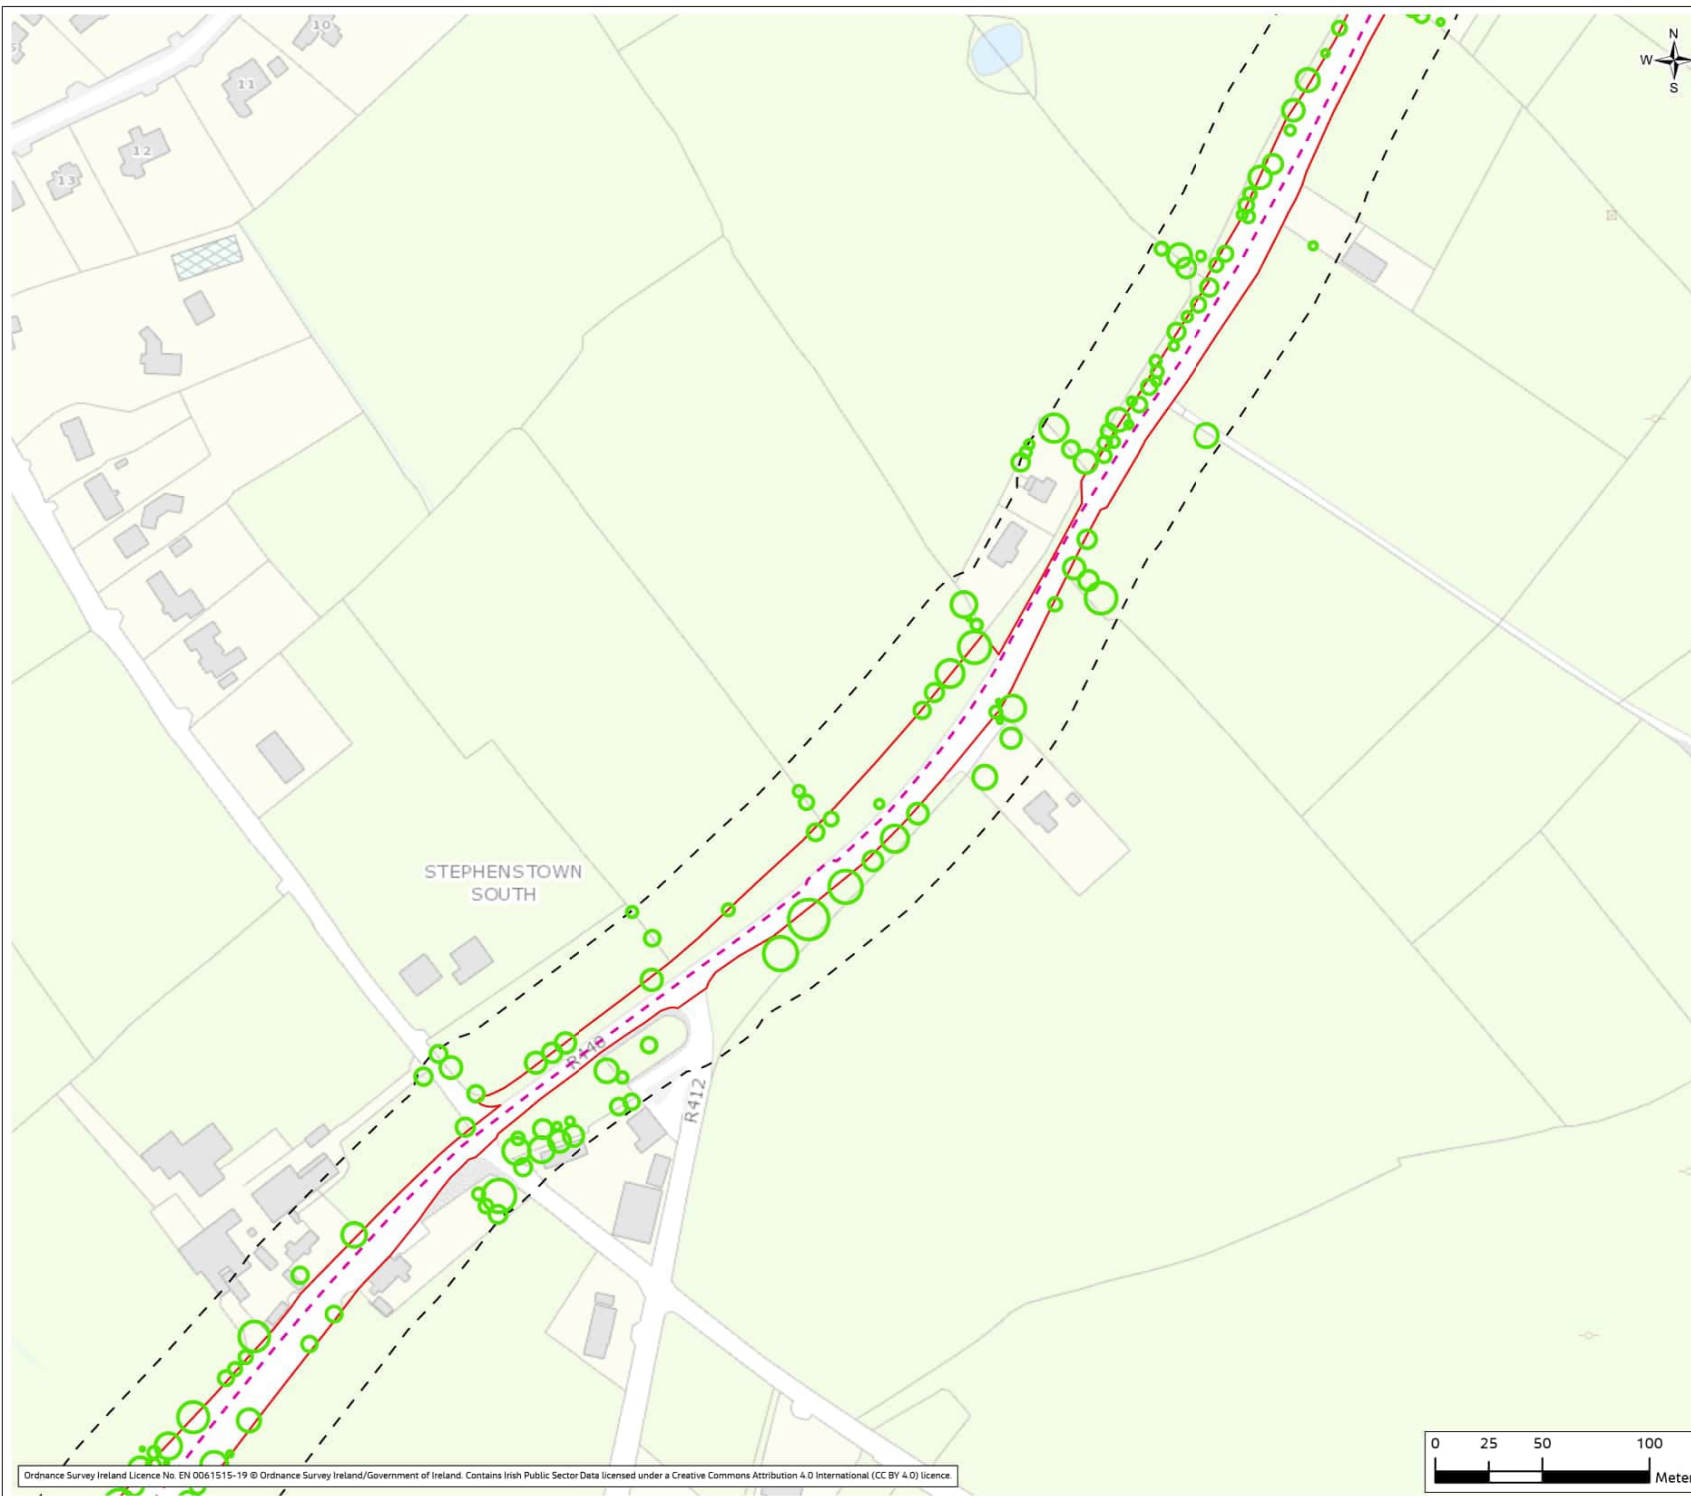 10
11
12
13
N
W
S
STEPHENSTOWN
SOUTH
R448
R412
0 25 50 100
Meter
Ordnance Survey Ireland Licence No. EN 0061515-19 © Ordnance Survey Ireland/Government of Ireland. Contains Irish Public Sector Data licensed under a Creative Commons Attribution 4.0 International (CC BY 4.0) licence.